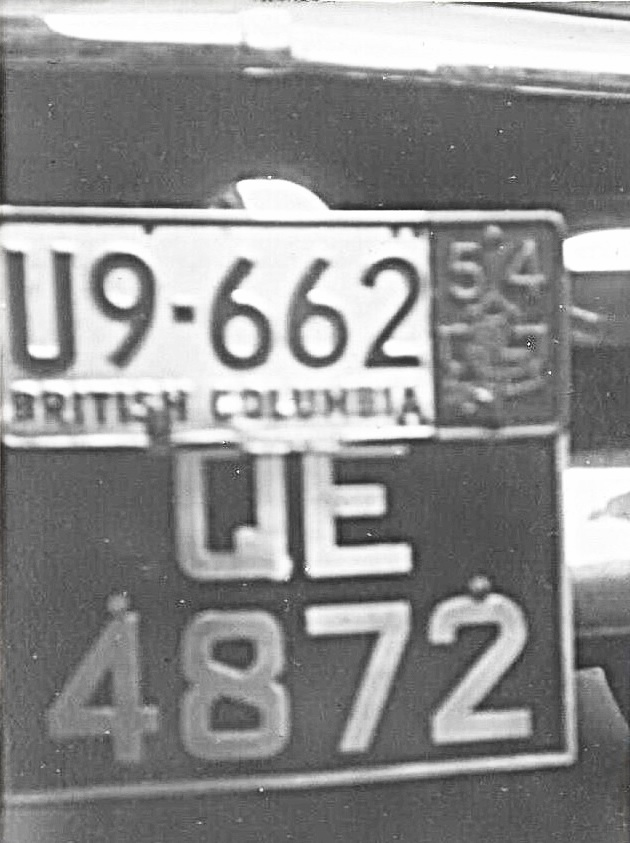 U9-662 54
BRITISH COLUMBIA
QE
4872